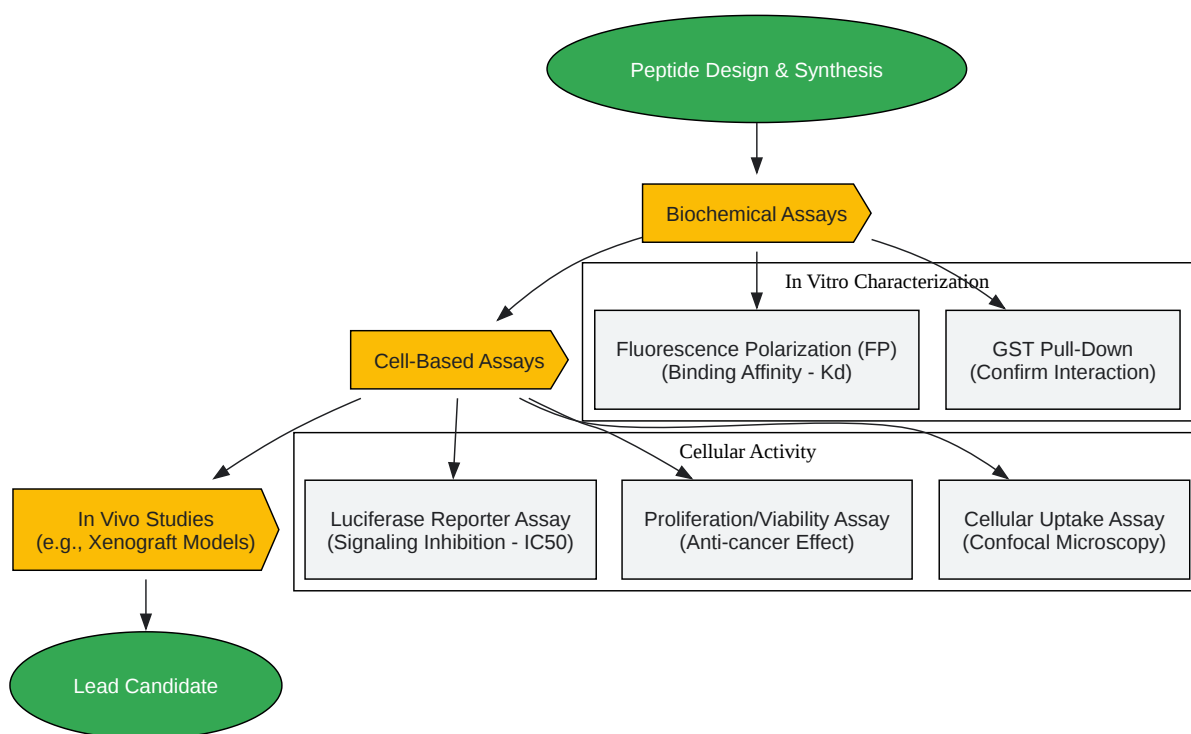 Peptide Design & Synthesis
Biochemical Assays
In Vitro Characterization
Fluorescence Polarization (FP)
(Binding Affinity - Kd)
GST Pull-Down
(Confirm Interaction)
Cell-Based Assays
Cellular Activity
Luciferase Reporter Assay
(Signaling Inhibition - IC50)
Proliferation/Viability Assay
(Anti-cancer Effect)
Cellular Uptake Assay
(Confocal Microscopy)
In Vivo Studies
(e.g., Xenograft Models)
Lead Candidate